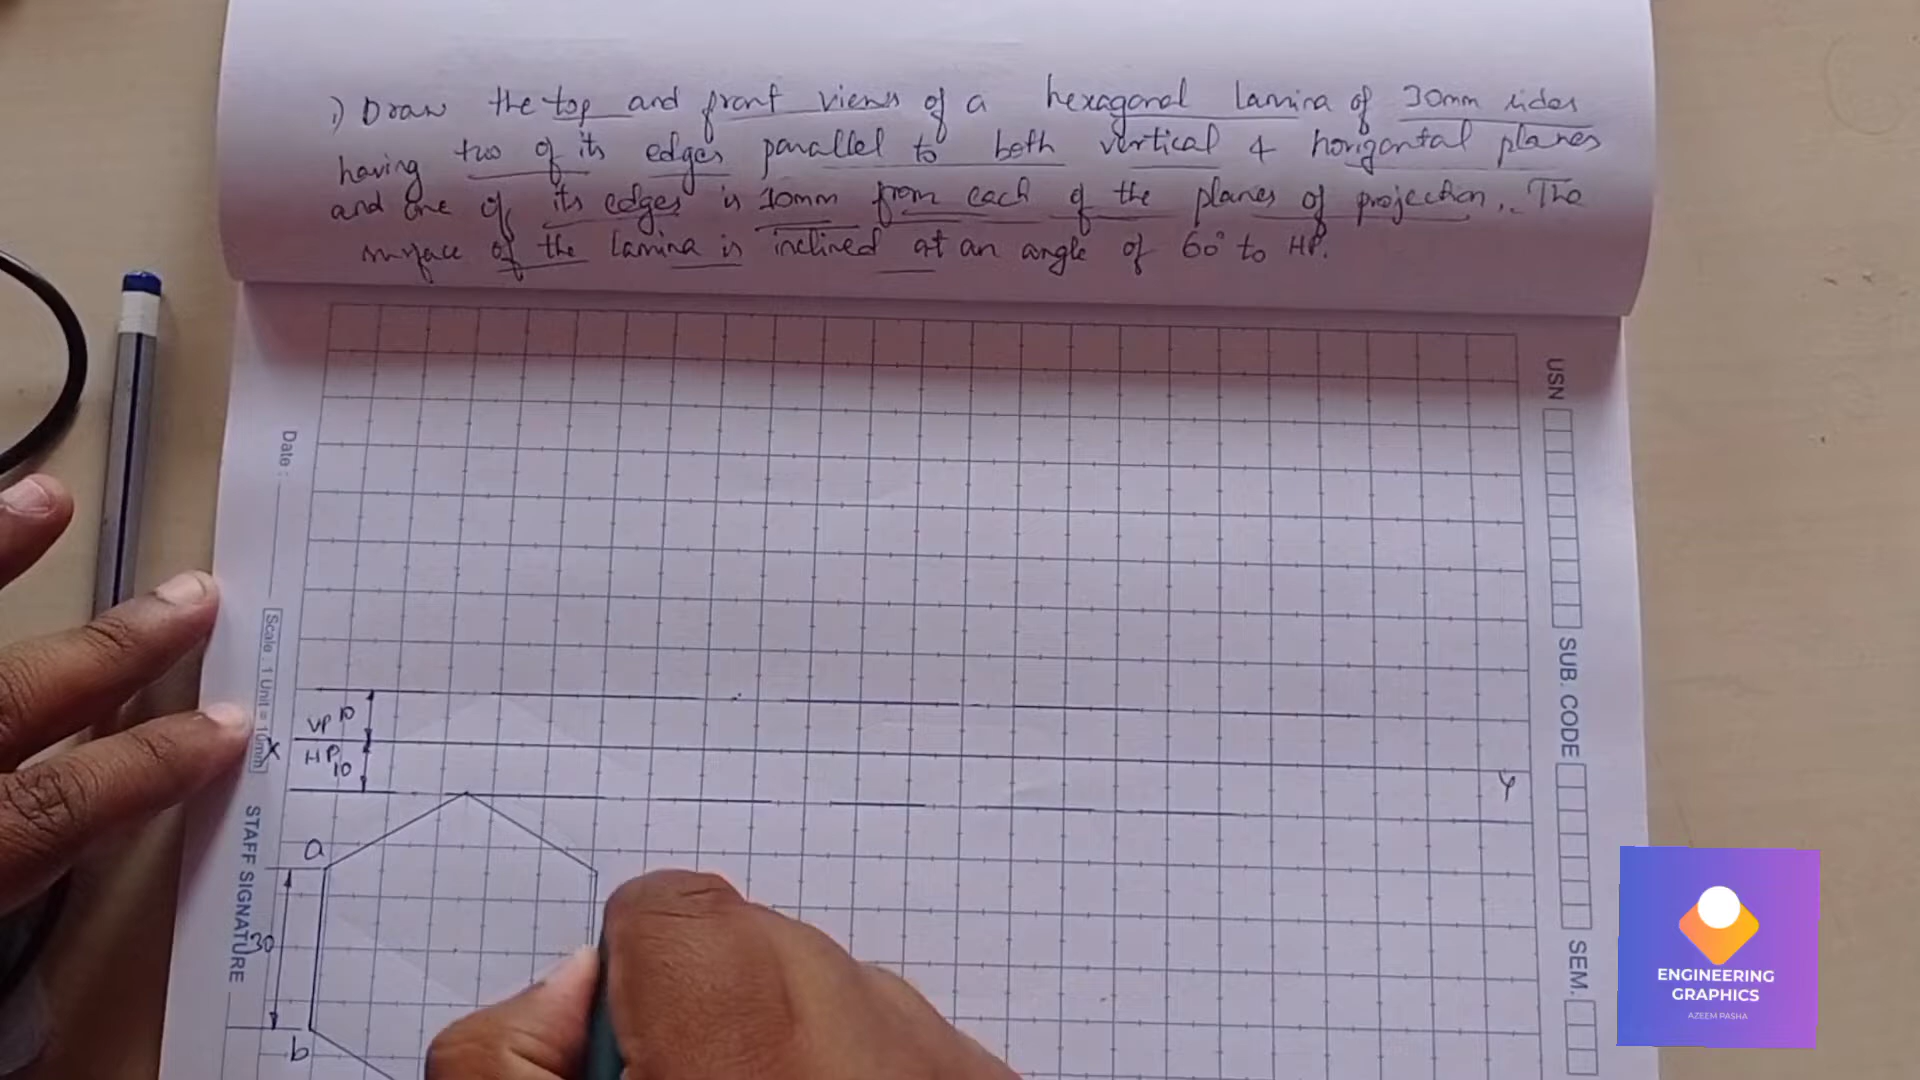 1) Draw the top and front views of a hexagonal lamina of 30mm sides
having two of its edges parallel to both vertical & horizontal planes
and one of its edges is 10mm from each of the planes of projection. The
surface of the lamina is inclined at an angle of 60° to HP.
USN
Date :
SUB. CODE
Scale : 1 Unit = 10mm
VP 10
X
HP 10
Y
STAFF SIGNATURE
a
30
b
SEM.
ENGINEERING
GRAPHICS
AZEEM PASHA